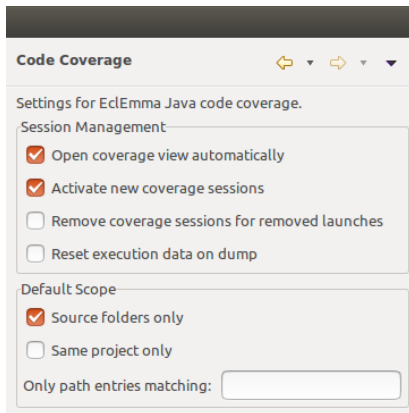 Code Coverage
Settings for EclEmma Java code coverage.
Session Management
Open coverage view automatically
Activate new coverage sessions
Remove coverage sessions for removed launches
Reset execution data on dump
Default Scope
Source folders only
Same project only
Only path entries matching: